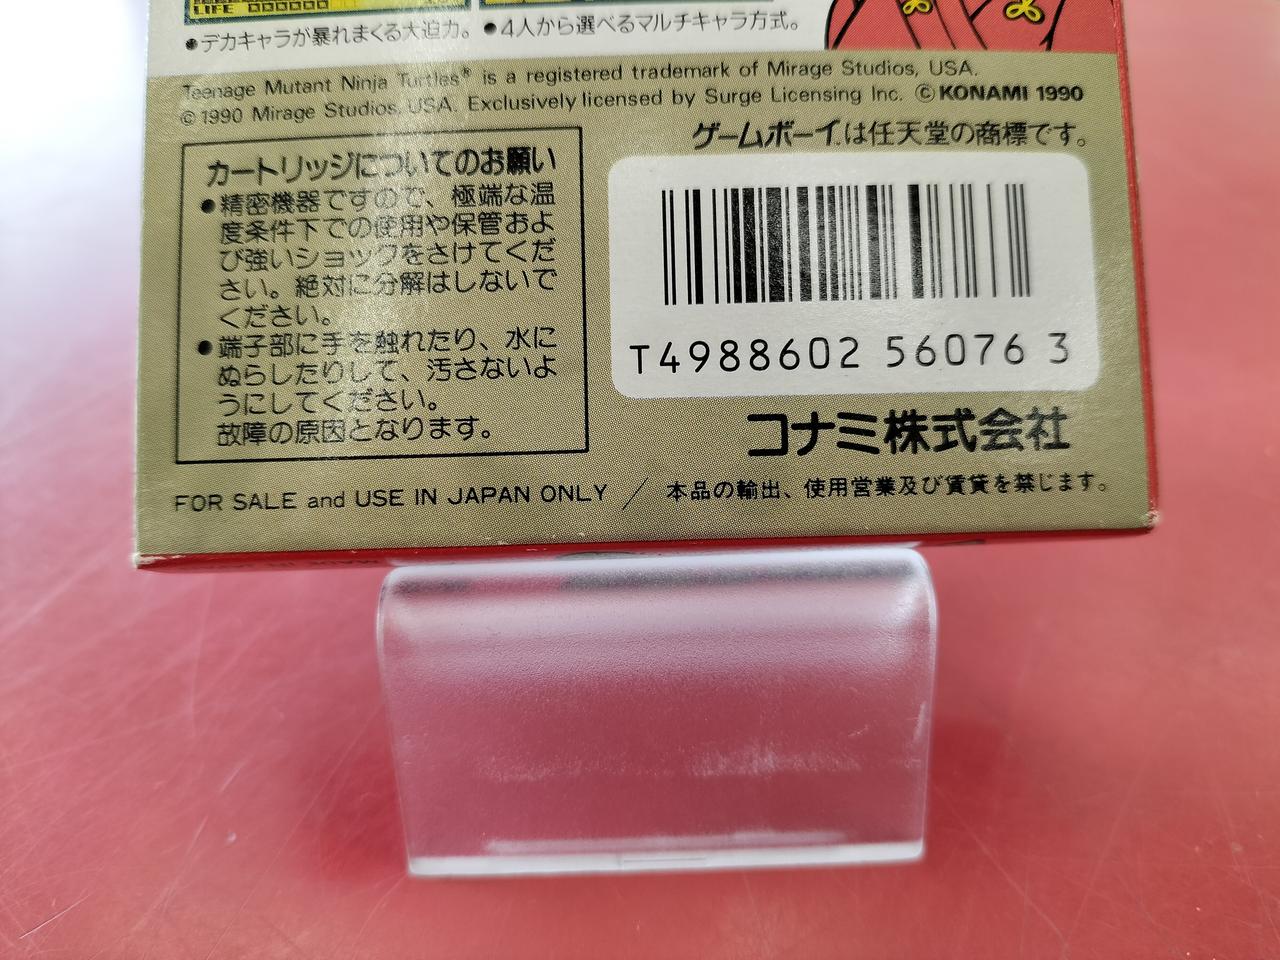 LIFE
●デカキャラが暴れまくる大迫力。 ●4人から選べるマルチキャラ方式。
Teenage Mutant Ninja Turtles® is a registered trademark of Mirage Studios, USA.
©1990 Mirage Studios, USA. Exclusively licensed by Surge Licensing Inc. ©KONAMI 1990
ゲームボーイは任天堂の商標です。
カートリッジについてのお願い
●精密機器ですので、極端な温
度条件下での使用や保管およ
び強いショックをさけてくだ
さい。絶対に分解はしないで
ください。
●端子部に手を触れたり、水に
ぬらしたりして、汚さないよ
うにしてください。
故障の原因となります。
T4988602 56076 3
コナミ株式会社
FOR SALE and USE IN JAPAN ONLY / 本品の輸出、使用営業及び賃貸を禁じます。
MADE IN